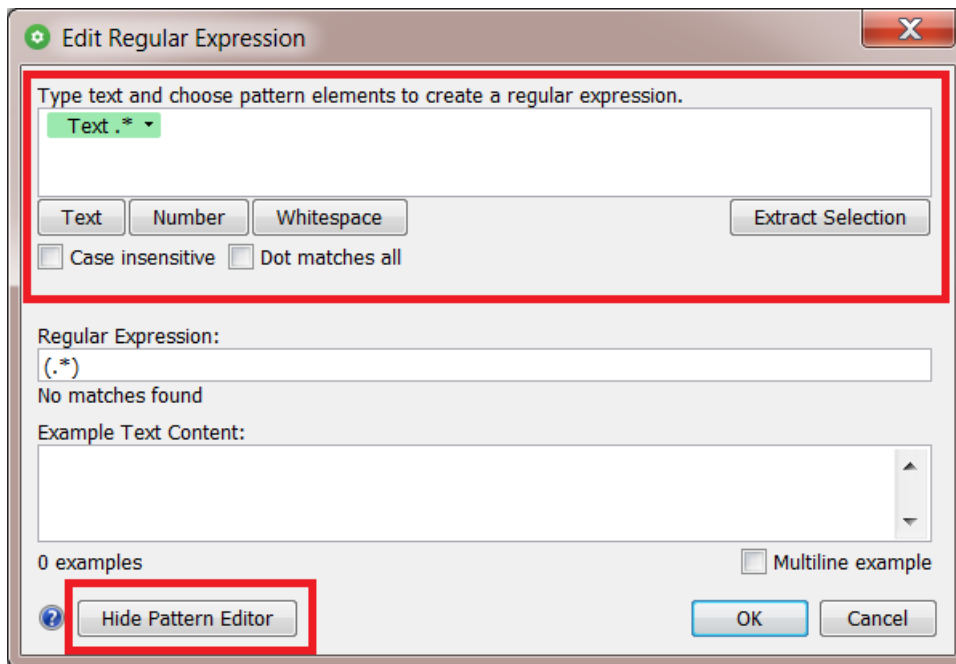 Edit Regular Expression
Type text and choose pattern elements to create a regular expression.
Text .*
Text Number Whitespace Extract Selection
Case insensitive Dot matches all
Regular Expression:
(.*)
No matches found
Example Text Content:
0 examples Multiline example
? Hide Pattern Editor OK Cancel